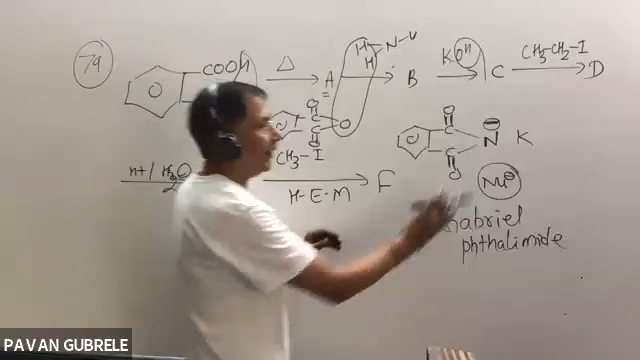 79
COOH Δ A H-N-H H B KOH C CH3-CH2-I D
O O O O
O O C C N⊖ K
CH3-I O
H+/H2O H-E-M F Nu⊖
Gabriel
phthalimide
PAVAN GUBRELE